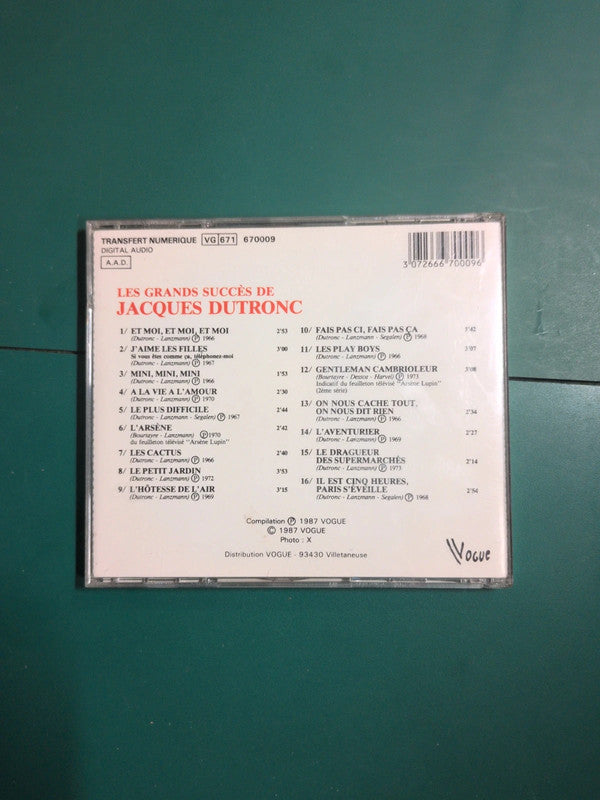 TRANSFERT NUMERIQUE VG 671 670009
DIGITAL AUDIO
A.A.D.
3 072666 700096
LES GRANDS SUCCÈS DE
JACQUES DUTRONC
1/ ET MOI, ET MOI, ET MOI 2'53
(Dutronc - Lanzmann) Ⓟ 1966
2/ J'AIME LES FILLES 3'00
Si vous être comme ça, téléphonez-moi
(Dutronc - Lanzmann) Ⓟ 1967
3/ MINI, MINI, MINI 1'53
(Dutronc - Lanzmann) Ⓟ 1966
4/ A LA VIE A L'AMOUR 2'30
(Dutronc - Lanzmann) Ⓟ 1970
5/ LE PLUS DIFFICILE 2'44
(Dutronc - Lanzmann - Segalen) Ⓟ 1967
6/ L'ARSÈNE 2'42
(Bourtayre - Lanzmann) Ⓟ 1970
du feuilleton télévisé "Arsène Lupin"
7/ LES CACTUS 2'40
(Dutronc - Lanzmann) Ⓟ 1966
8/ LE PETIT JARDIN 3'53
(Dutronc - Lanzmann) Ⓟ 1972
9/ L'HÔTESSE DE L'AIR 3'15
(Dutronc - Lanzmann) Ⓟ 1969
10/ FAIS PAS CI, FAIS PAS ÇA 3'42
(Dutronc - Lanzmann - Segalen) Ⓟ 1968
11/ LES PLAY BOYS 3'07
(Dutronc - Lanzmann) Ⓟ 1966
12/ GENTLEMAN CAMBRIOLEUR 3'08
(Bourtayre - Desage - Harvel) Ⓟ 1973
Indicatif du feuilleton télévisé "Arsène Lupin"
(2ème série)
13/ ON NOUS CACHE TOUT,
ON NOUS DIT RIEN 2'34
(Dutronc - Lanzmann) Ⓟ 1966
14/ L'AVENTURIER 2'27
(Dutronc - Lanzmann) Ⓟ 1969
15/ LE DRAGUEUR
DES SUPERMARCHÉS 2'14
(Dutronc - Lanzmann) Ⓟ 1973
16/ IL EST CINQ HEURES,
PARIS S'ÉVEILLE 2'54
(Dutronc - Lanzmann - Segalen) Ⓟ 1968
Compilation Ⓟ 1987 VOGUE
© 1987 VOGUE
Photo : X
Distribution VOGUE - 93430 Villetaneuse
VOGUE